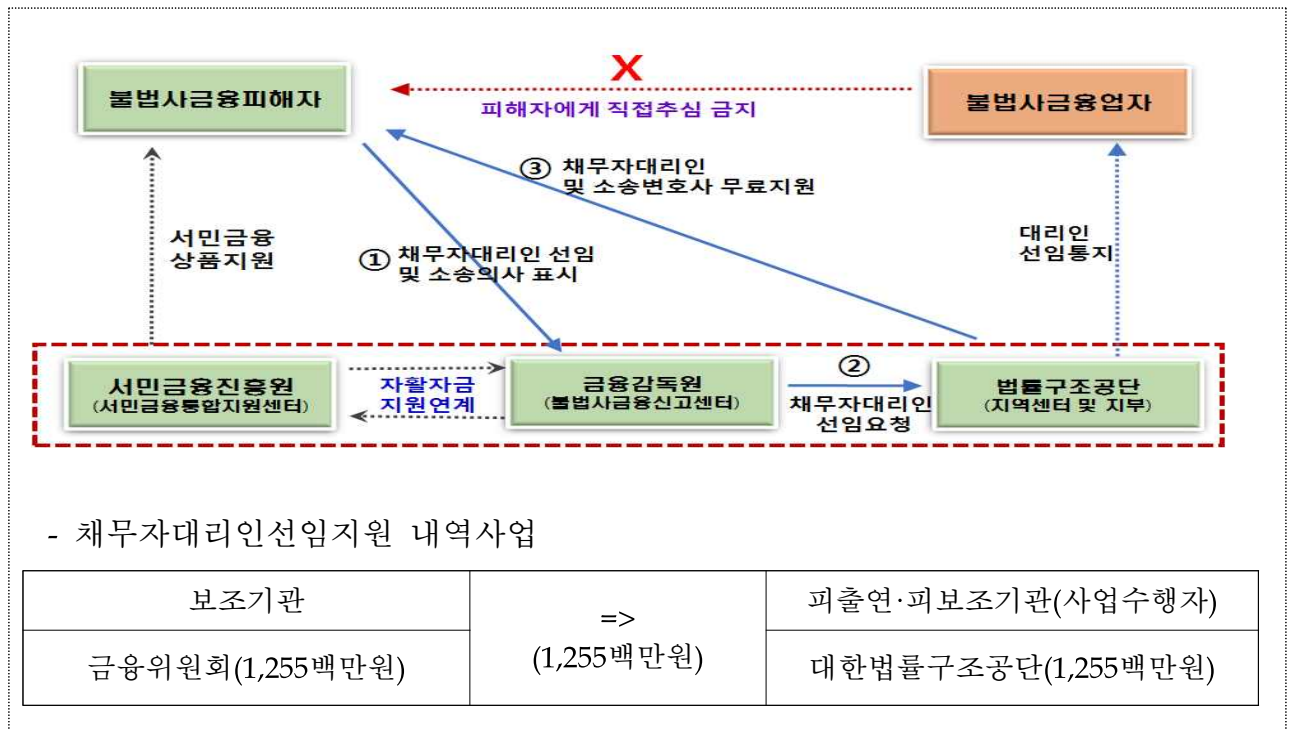 X
불법사금융피해자
불법사금융업자
피해자에게 직접추심 금지
③ 채무자대리인
및 소송변호사 무료지원
서민금융
상품지원
① 채무자대리인 선임
및 소송의사 표시
대리인
선임통지
서민금융진흥원
(서민금융통합지원센터)
자활자금
지원연계
금융감독원
(불법사금융신고센터)
②
채무자대리인
선임요청
법률구조공단
(지역센터 및 지부)
- 채무자대리인선임지원 내역사업
보조기관
=>
(1,255백만원)
피출연·피보조기관(사업수행자)
금융위원회(1,255백만원)
대한법률구조공단(1,255백만원)